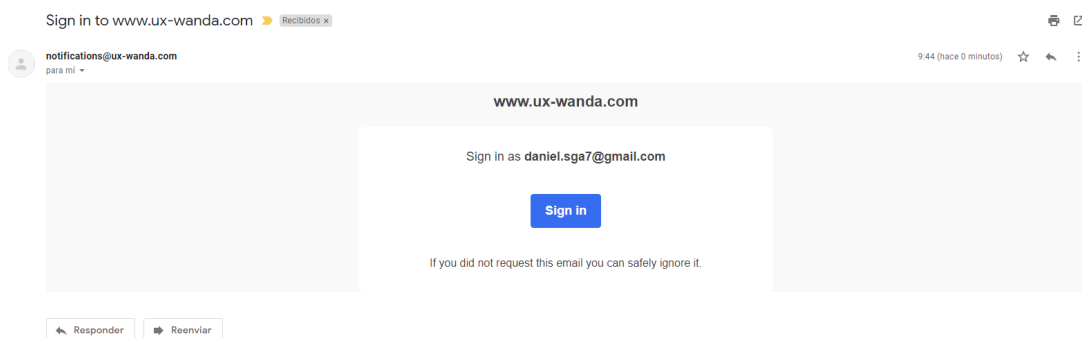 Sign in to www.ux-wanda.com Recibidos x
notifications@ux-wanda.com 9:44 (hace 0 minutos)
para mí
www.ux-wanda.com
Sign in as daniel.sga7@gmail.com
Sign in
If you did not request this email you can safely ignore it.
Responder Reenviar